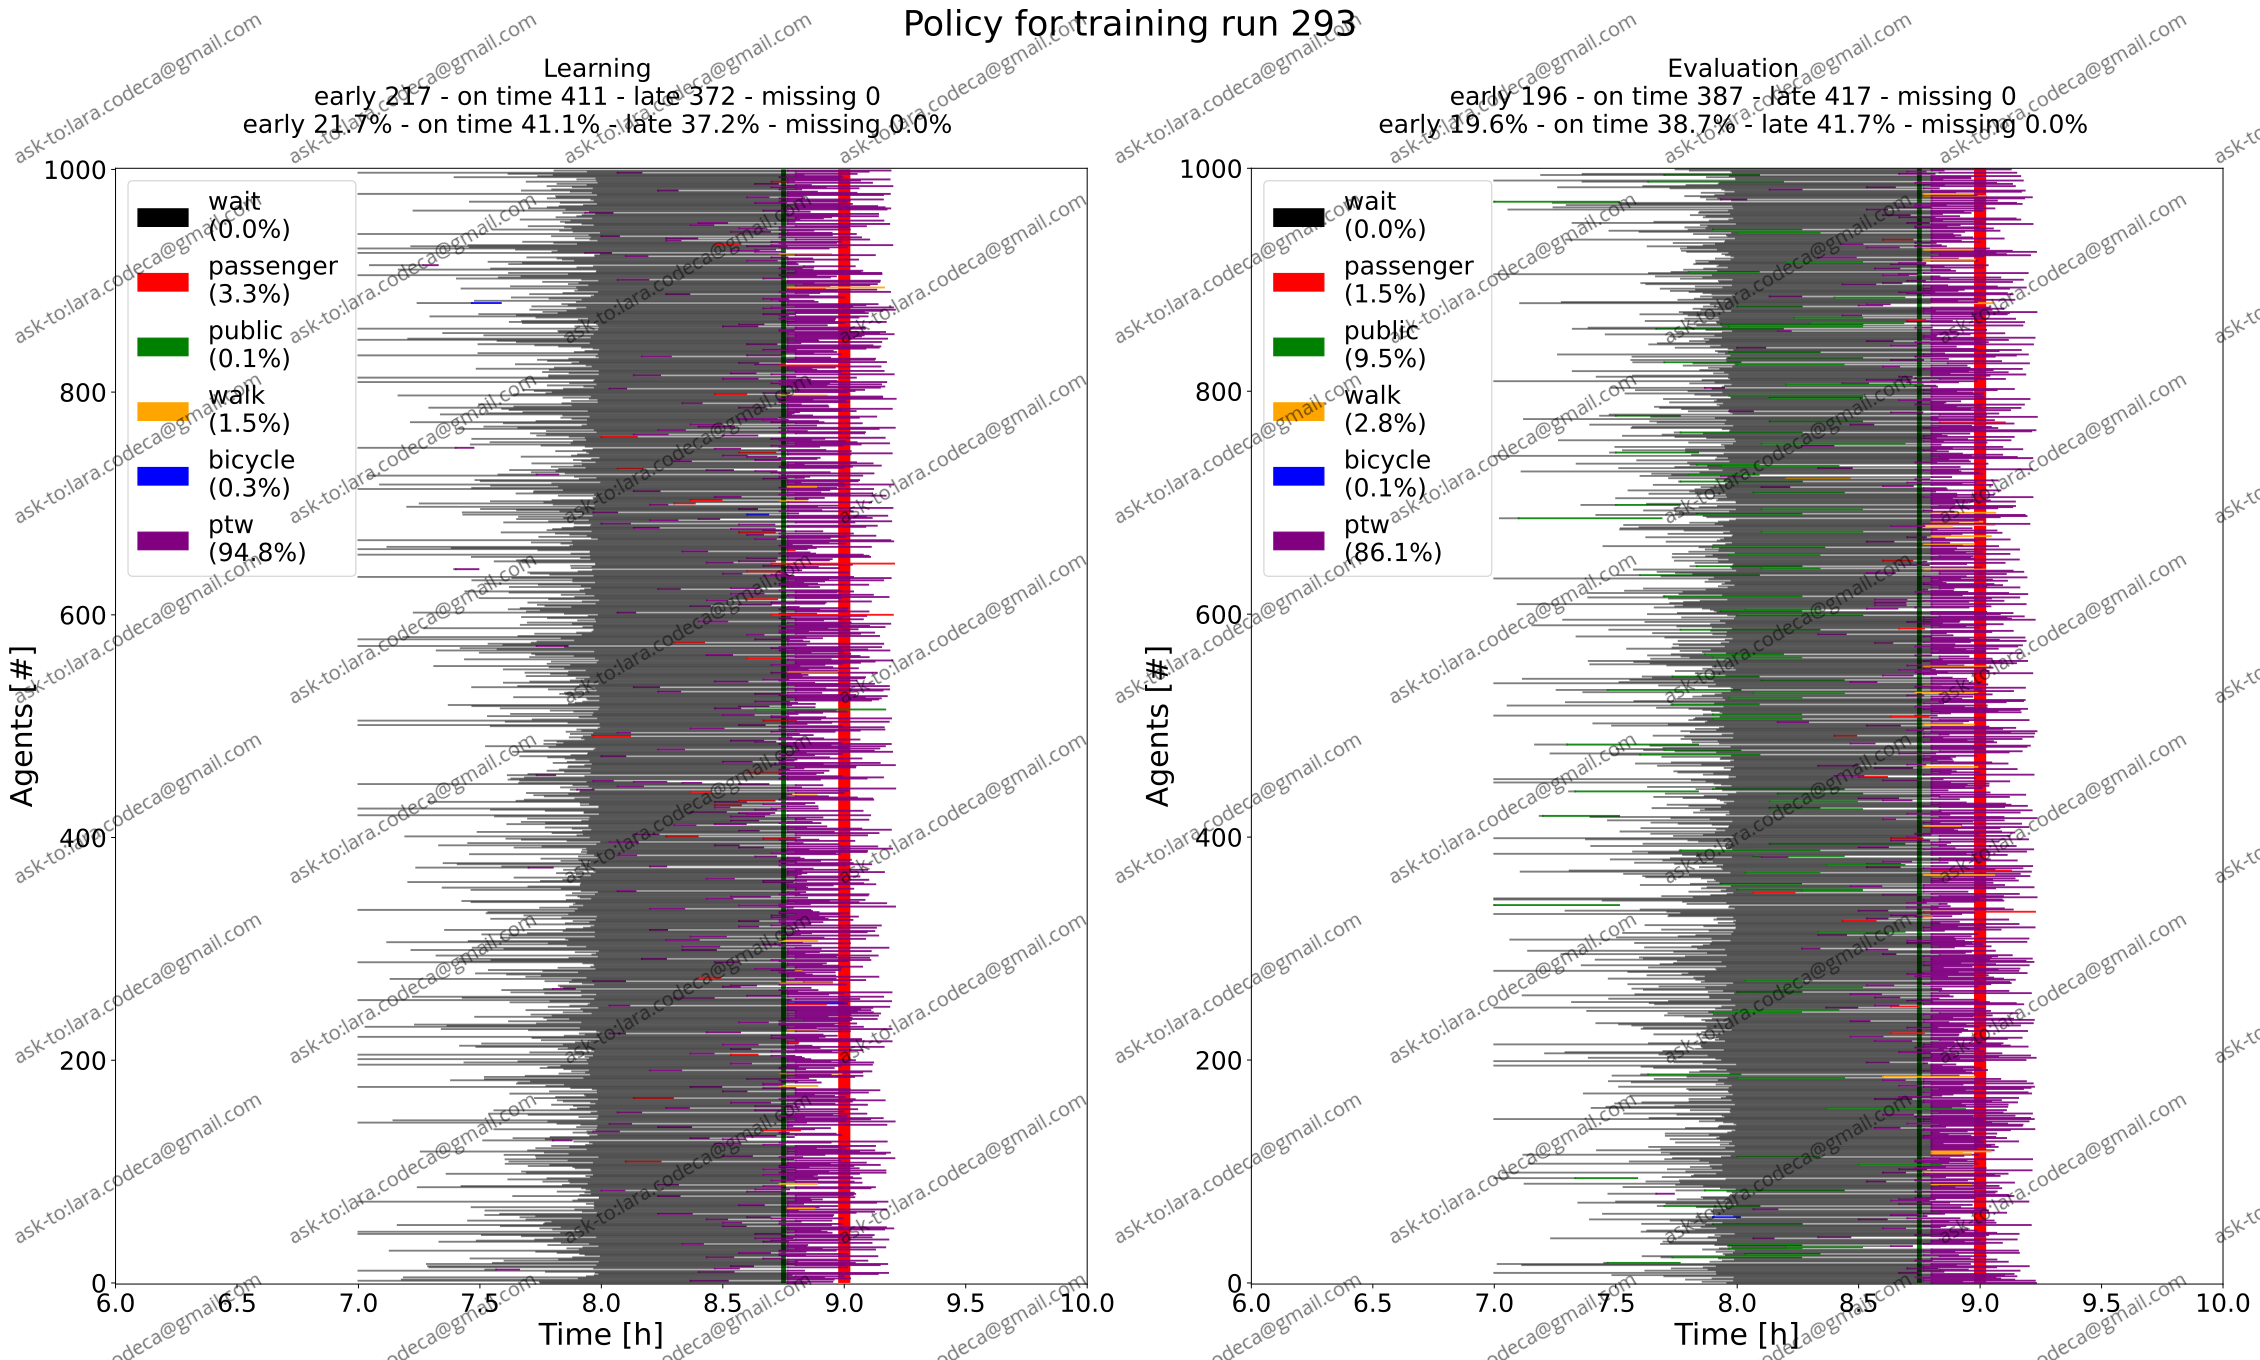 Policy for training run 293
Learning
early 217 - on time 411 - late 372 - missing 0
early 21.7% - on time 41.1% - late 37.2% - missing 0.0%
Agents [#]
1000
800
600
400
200
0
wait
(0.0%)
passenger
(3.3%)
public
(0.1%)
walk
(1.5%)
bicycle
(0.3%)
ptw
(94.8%)
6.0 6.5 7.0 7.5 8.0 8.5 9.0 9.5 10.0
Time [h]
Evaluation
early 196 - on time 387 - late 417 - missing 0
early 19.6% - on time 38.7% - late 41.7% - missing 0.0%
Agents [#]
1000
800
600
400
200
0
wait
(0.0%)
passenger
(1.5%)
public
(9.5%)
walk
(2.8%)
bicycle
(0.1%)
ptw
(86.1%)
6.0 6.5 7.0 7.5 8.0 8.5 9.0 9.5 10.0
Time [h]
ask-to:lara.codeca@gmail.com